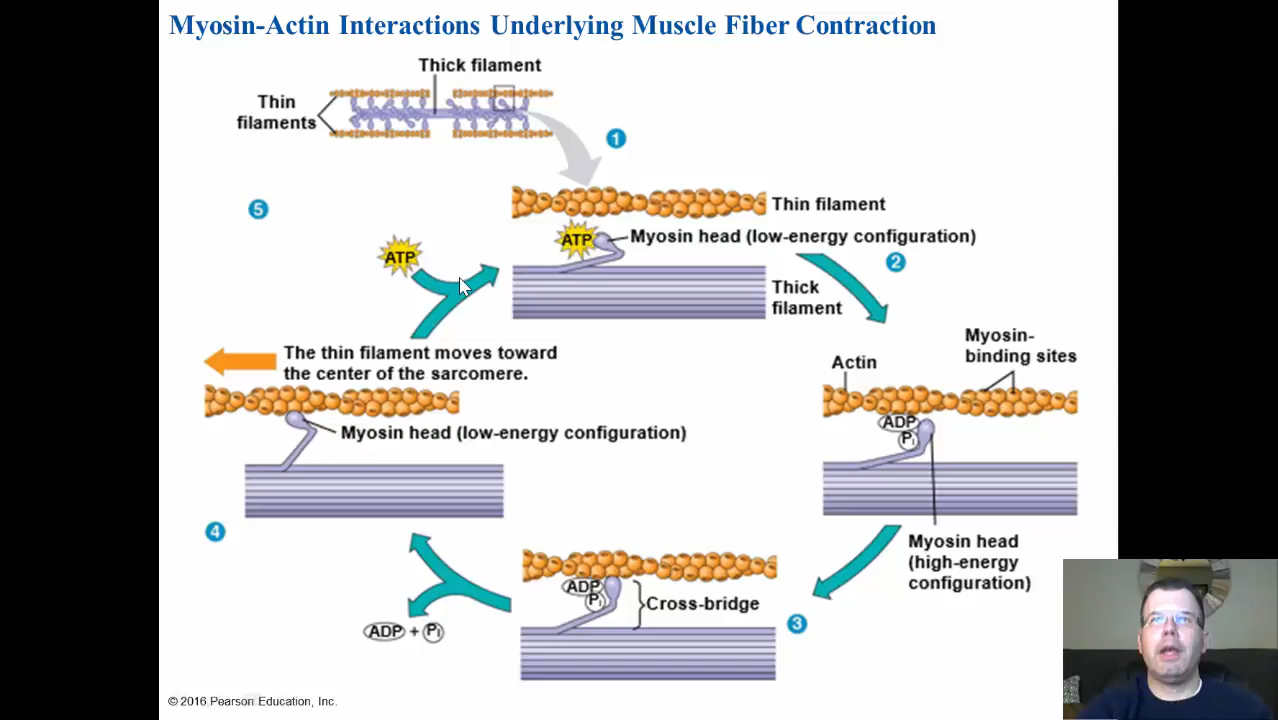 Myosin-Actin Interactions Underlying Muscle Fiber Contraction
Thick filament
Thin
filaments
1
Thin filament
5
ATP
Myosin head (low-energy configuration)
ATP
2
Thick
filament
Myosin-
binding sites
The thin filament moves toward
the center of the sarcomere.
Actin
Myosin head (low-energy configuration)
ADP
Pi
4
Myosin head
(high-energy
configuration)
ADP
Pi
Cross-bridge
3
ADP + Pi
© 2016 Pearson Education, Inc.